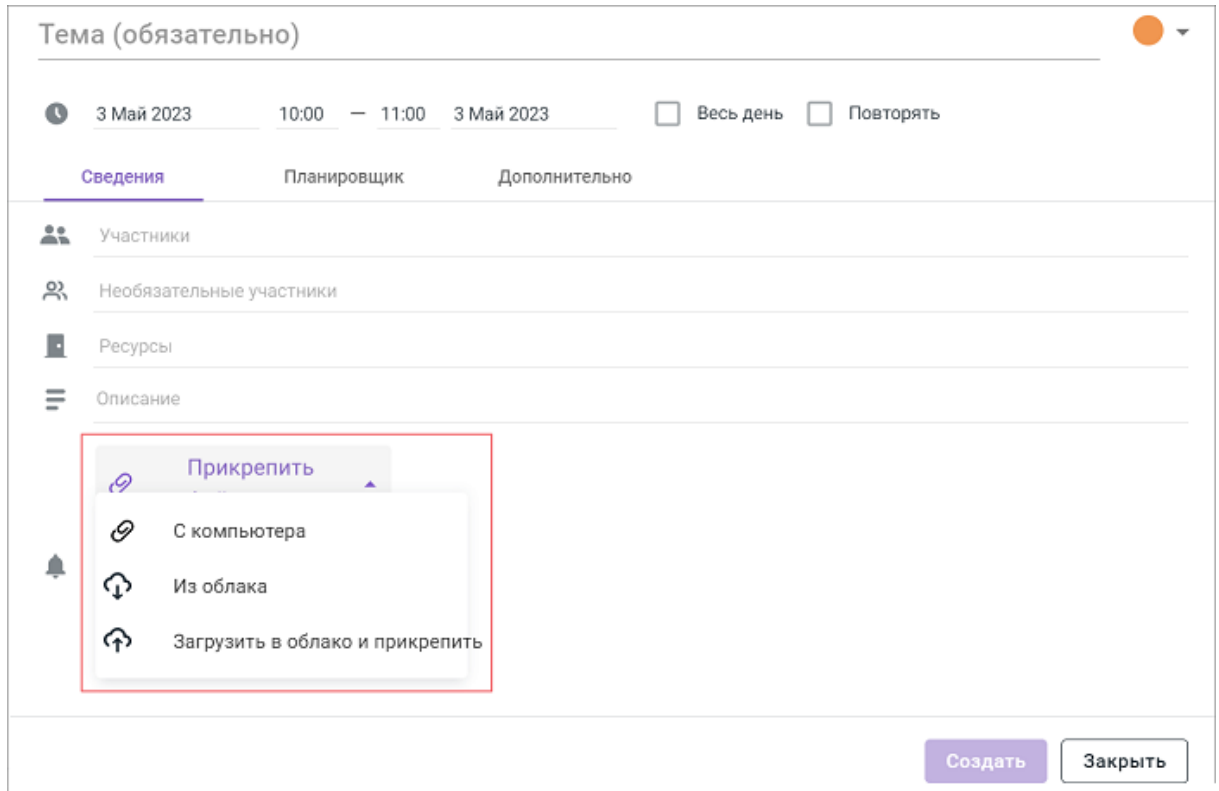 Тема (обязательно)
3 Май 2023 10:00 — 11:00 3 Май 2023 Весь день Повторять
Сведения Планировщик Дополнительно
Участники
Необязательные участники
Ресурсы
Описание
Прикрепить
С компьютера
Из облака
Загрузить в облако и прикрепить
Создать Закрыть